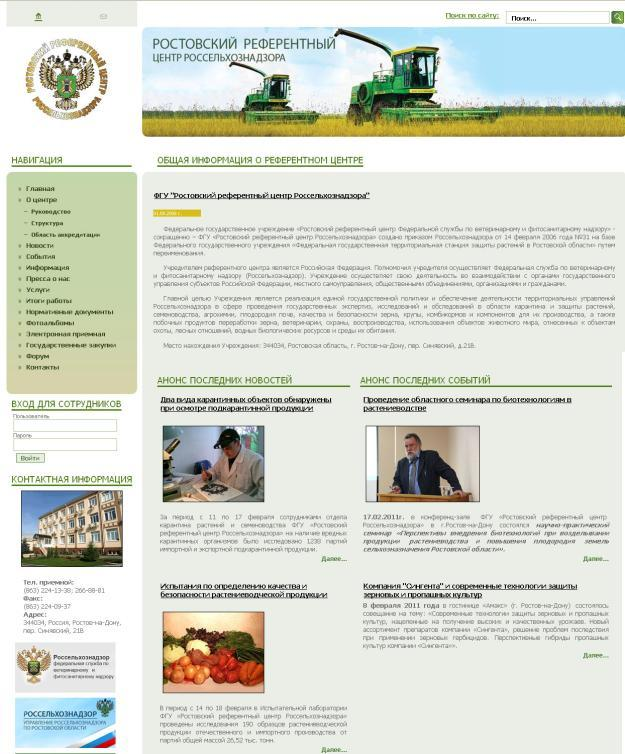 Поиск по сайту:
Поиск...
РОСТОВСКИЙ РЕФЕРЕНТНЫЙ ЦЕНТР
РОССЕЛЬХОЗНАДЗОРА
РОСТОВСКИЙ РЕФЕРЕНТНЫЙ
ЦЕНТР РОССЕЛЬХОЗНАДЗОРА
НАВИГАЦИЯ
Главная
О центре
Руководство
Структура
Область аккредитаци
Новости
События
Информация
Пресса о нас
Услуги
Итоги работы
Нормативные документы
Фотоальбомы
Электронная приемная
Государственные закупки
Форум
Контакты
ВХОД ДЛЯ СОТРУДНИКОВ
Пользователь
Пароль
Войти
КОНТАКТНАЯ ИНФОРМАЦИЯ
Тел. приемной:
(863) 224-13-38; 266-88-81
Факс:
(863) 224-09-37
Адрес:
344034, Россия, Ростов-на-Дону,
пер. Синявский, 21В
Россельхознадзор
федеральная служба по
ветеринарному и
фитосанитарному надзору
РОССЕЛЬХОЗНАДЗОР
УПРАВЛЕНИЕ РОССЕЛЬХОЗНАДЗОРА
ПО РОСТОВСКОЙ ОБЛАСТИ
ОБЩАЯ ИНФОРМАЦИЯ О РЕФЕРЕНТНОМ ЦЕНТРЕ
ФГУ "Ростовский референтный центр Россельхознадзора"
Федеральное государственное учреждение «Ростовский референтный центр Федеральной службы по ветеринарному и фитосанитарному надзору» -
сокращенно – ФГУ «Ростовский референтный центр Россельхознадзора» создано приказом Россельхознадзора от 14 февраля 2006 года №31 на базе
Федерального государственного учреждения «Федеральная государственная территориальная станция защиты растений в Ростовской области» путем
переименования.
Учредителем референтного центра является Российская Федерация. Полномочия учредителя осуществляет Федеральная служба по ветеринарному
и фитосанитарному надзору (Россельхознадзор). Учреждение осуществляет свою деятельность во взаимодействии с органами государственного
управления субъектов Российской Федерации, местного самоуправления, общественными объединениями, организациями и гражданами.
Главной целью Учреждения является реализация единой государственной политики и обеспечение деятельности территориальных управлений
Россельхознадзора в сфере проведения государственных экспертиз, исследований и обследований в области карантина и защиты растений,
семеноводства, агрохимии, плодородия почв, качества и безопасности зерна, крупы, комбикормов и компонентов для их производства, а также
побочных продуктов переработки зерна, ветеринарии, охраны, воспроизводства, использования объектов животного мира, отнесенных к объектам
охоты, лесных отношений, водных биологических ресурсов и среды их обитания.
Место нахождения Учреждения: 344034, Ростовская область, г. Ростов-на-Дону, пер. Синявский, д.21В.
АНОНС ПОСЛЕДНИХ НОВОСТЕЙ
Два вида карантинных объектов обнаружены
при осмотре подкарантинной продукции
За период с 11 по 17 февраля сотрудниками отдела
карантина растений и семеноводства ФГУ «Ростовский
референтный центр Россельхознадзора» на наличие вредных
карантинных организмов было исследовано 1238 партий
импортной и экспортной подкарантинной продукции.
Далее...
Испытания по определению качества и
безопасности растениеводческой продукции
В период с 14 по 18 февраля в Испытательной лаборатории
ФГУ «Ростовский референтный центр Россельхознадзора»
проведены исследования 190 образцов растениеводческой
продукции отечественного и импортного производства от
партий общей массой 26,52 тыс. тонн.
Далее...
АНОНС ПОСЛЕДНИХ СОБЫТИЙ
Проведение областного семинара по биотехнологиям в
растениеводстве
17.02.2011г. в конференц-зале ФГУ «Ростовский референтный центр
Россельхознадзора» в г.Ростов-на-Дону состоялся научно-практический
семинар «Перспективы внедрения биотехнологий при возделывании
продукции растениеводства и повышения плодородия земель
сельхозназначения Ростовской области».
Далее...
Компания "Сингента" и современные технологии защиты
зерновых и пропашных культур
8 февраля 2011 года в гостинице «Амакс» (г. Ростов-на-Дону) состоялось
совещание на тему: «Современные технологии защиты зерновых и пропашных
культур, нацеленные на получение высоких и качественных урожаев. Новый
ассортимент препаратов компании «Сингента», решение проблем последствия
при применении зерновых гербицидов. Перспективные гибриды пропашных
культур компании «Сингента»».
Далее...